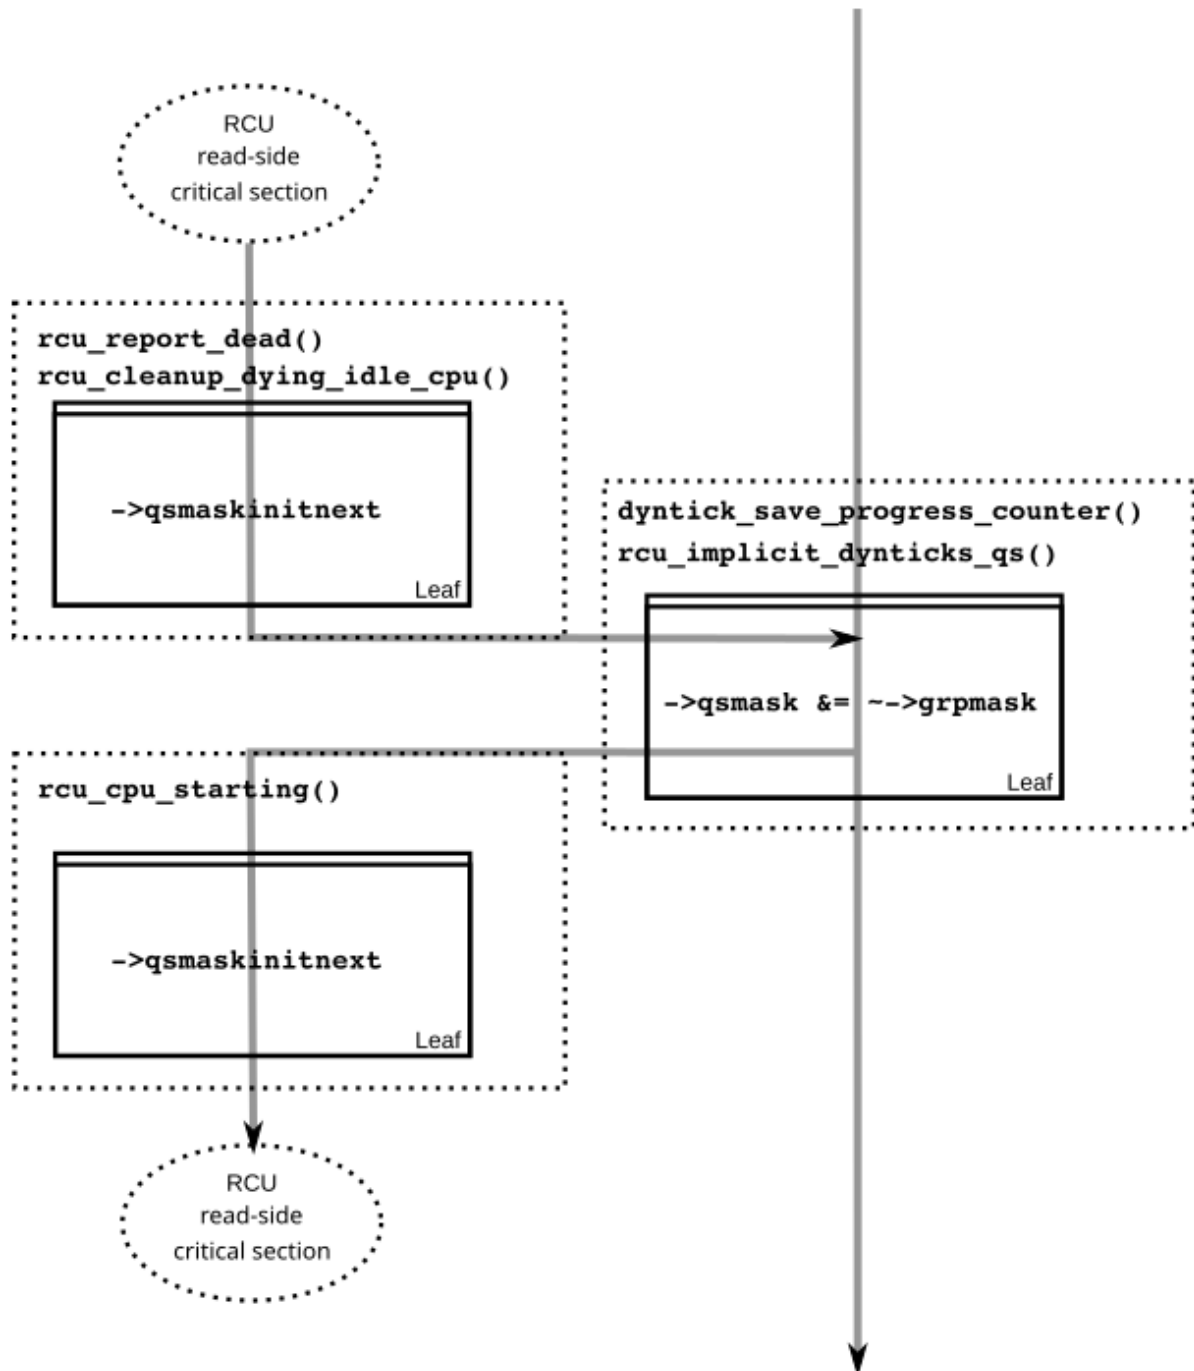 RCU
read-side
critical section
rcu_report_dead()
rcu_cleanup_dying_idle_cpu()
->qsmaskinitnext
Leaf
dyntick_save_progress_counter()
rcu_implicit_dynticks_qs()
->qsmask &= ~->grpmask
Leaf
rcu_cpu_starting()
->qsmaskinitnext
Leaf
RCU
read-side
critical section